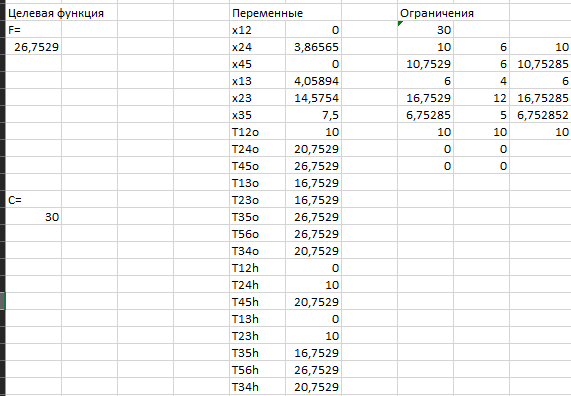 Целевая функция Переменные Ограничения
F= x12 0 30
26,7529 x24 3,86565 10 6 10
x45 0 10,7529 6 10,75285
x13 4,05894 6 4 6
x23 14,5754 16,7529 12 16,75285
x35 7,5 6,75285 5 6,752852
T12o 10 10 10 10
T24o 20,7529 0 0
T45o 26,7529 0 0
T13o 16,7529
C= T23o 16,7529
30 T35o 26,7529
T56o 26,7529
T34o 20,7529
T12h 0
T24h 10
T45h 20,7529
T13h 0
T23h 10
T35h 16,7529
T56h 26,7529
T34h 20,7529